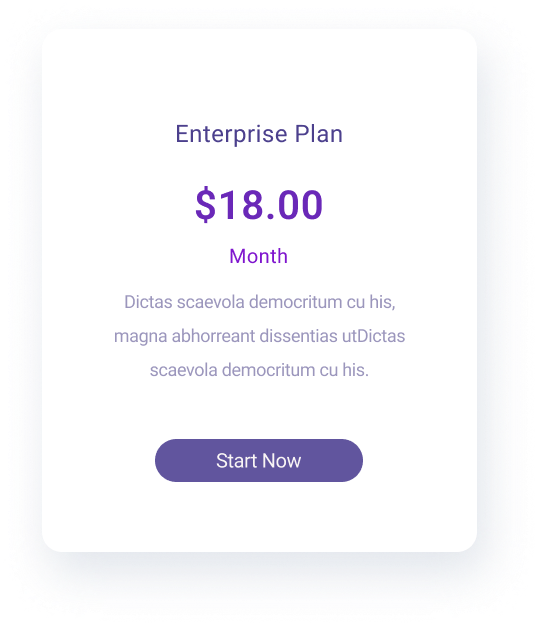 Enterprise Plan
$18.00
Month
Dictas scaevola democritum cu his,
magna abhorreant dissentias utDictas
scaevola democritum cu his.
Start Now